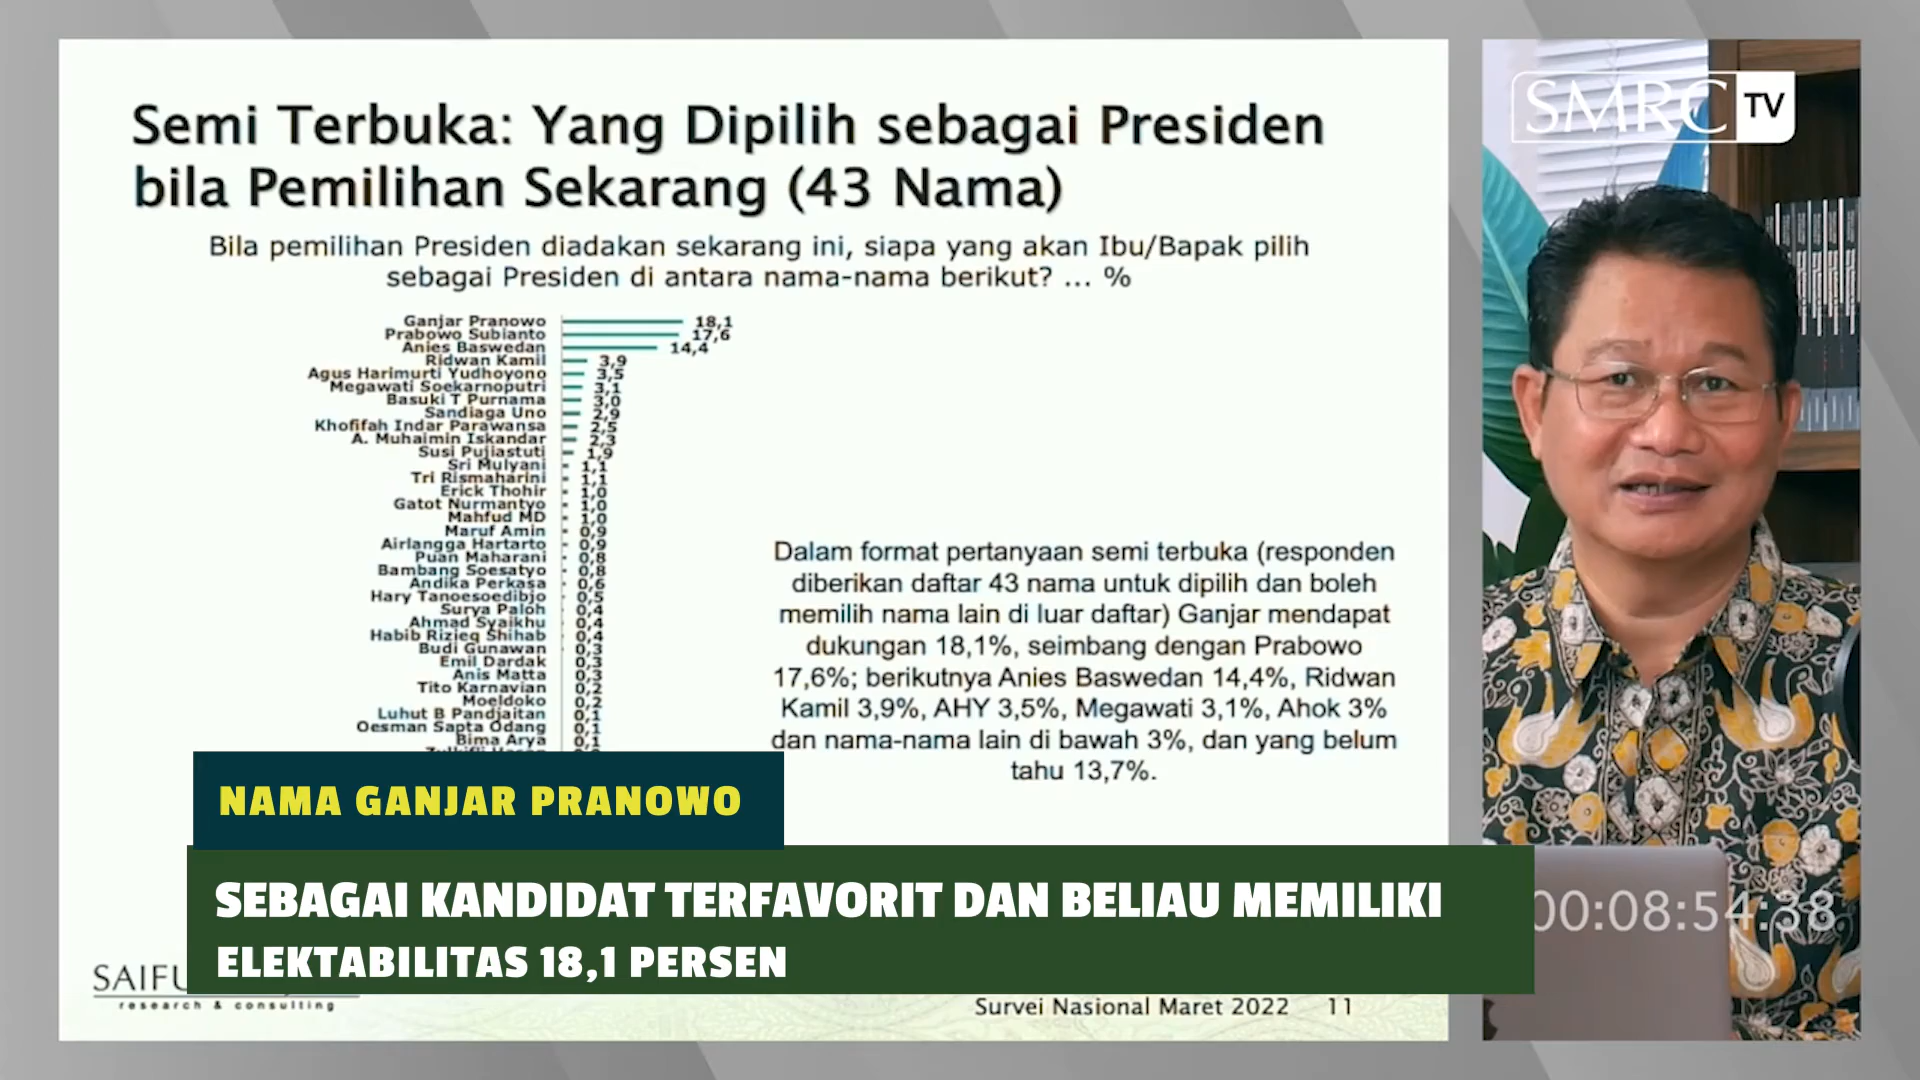 Semi Terbuka: Yang Dipilih sebagai Presiden
bila Pemilihan Sekarang (43 Nama)
Bila pemilihan Presiden diadakan sekarang ini, siapa yang akan Ibu/Bapak pilih
sebagai Presiden di antara nama-nama berikut? ... %
Ganjar Pranowo 18,1
Prabowo Subianto 17,6
Anies Baswedan 14,4
Ridwan Kamil 3,9
Agus Harimurti Yudhoyono 3,5
Megawati Soekarnoputri 3,1
Basuki T Purnama 3,0
Sandiaga Uno 2,9
Khofifah Indar Parawansa 2,5
A. Muhaimin Iskandar 2,3
Susi Pujiastuti 1,9
Sri Mulyani 1,1
Tri Rismaharini 1,1
Erick Thohir 1,0
Gatot Nurmantyo 1,0
Mahfud MD 1,0
Maruf Amin 0,9
Airlangga Hartarto 0,9
Puan Maharani 0,8
Bambang Soesatyo 0,8
Andika Perkasa 0,6
Hary Tanoesoedibjo 0,5
Surya Paloh 0,4
Ahmad Syaikhu 0,4
Habib Rizieq Shihab 0,4
Budi Gunawan 0,3
Emil Dardak 0,3
Anis Matta 0,3
Tito Karnavian 0,2
Moeldoko 0,2
Luhut B Pandjaitan 0,1
Oesman Sapta Odang 0,1
Bima Arya 0,1
Dalam format pertanyaan semi terbuka (responden
diberikan daftar 43 nama untuk dipilih dan boleh
memilih nama lain di luar daftar) Ganjar mendapat
dukungan 18,1%, seimbang dengan Prabowo
17,6%; berikutnya Anies Baswedan 14,4%, Ridwan
Kamil 3,9%, AHY 3,5%, Megawati 3,1%, Ahok 3%
dan nama-nama lain di bawah 3%, dan yang belum
tahu 13,7%.
NAMA GANJAR PRANOWO
SEBAGAI KANDIDAT TERFAVORIT DAN BELIAU MEMILIKI
ELEKTABILITAS 18,1 PERSEN
SAIFU
research & consulting
Survei Nasional Maret 2022 11
SMRC TV
00:08:54:38